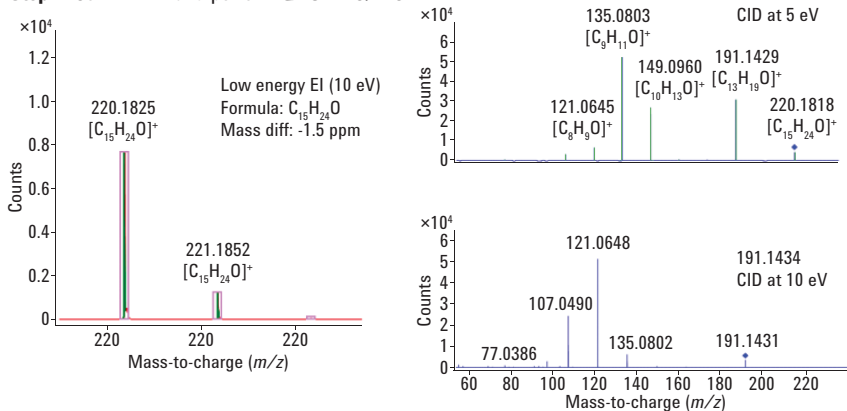 ×10⁴
1.2
1.0
0.8
0.6
0.4
0.2
0
Counts
220.1825
[C₁₅H₂₄O]⁺
221.1852
[C₁₅H₂₄O]⁺
Low energy EI (10 eV)
Formula: C₁₅H₂₄O
Mass diff: -1.5 ppm
220 220 220
Mass-to-charge (m/z)
×10⁴
6
5
4
3
2
1
0
Counts
CID at 5 eV
135.0803
[C₉H₁₁O]⁺
149.0960
[C₁₀H₁₃O]⁺
191.1429
[C₁₃H₁₉O]⁺
121.0645
[C₈H₉O]⁺
220.1818
[C₁₅H₂₄O]⁺
×10⁴
6
5
4
3
2
1
0
Counts
121.0648
191.1434
CID at 10 eV
107.0490
77.0386
135.0802
191.1431
60 80 100 120 140 160 180 200 220
Mass-to-charge (m/z)